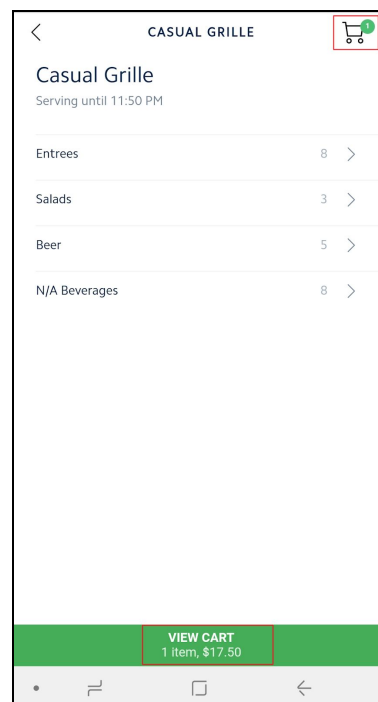 CASUAL GRILLE
1
Casual Grille
Serving until 11:50 PM
Entrees 8
Salads 3
Beer 5
N/A Beverages 8
VIEW CART
1 item, $17.50